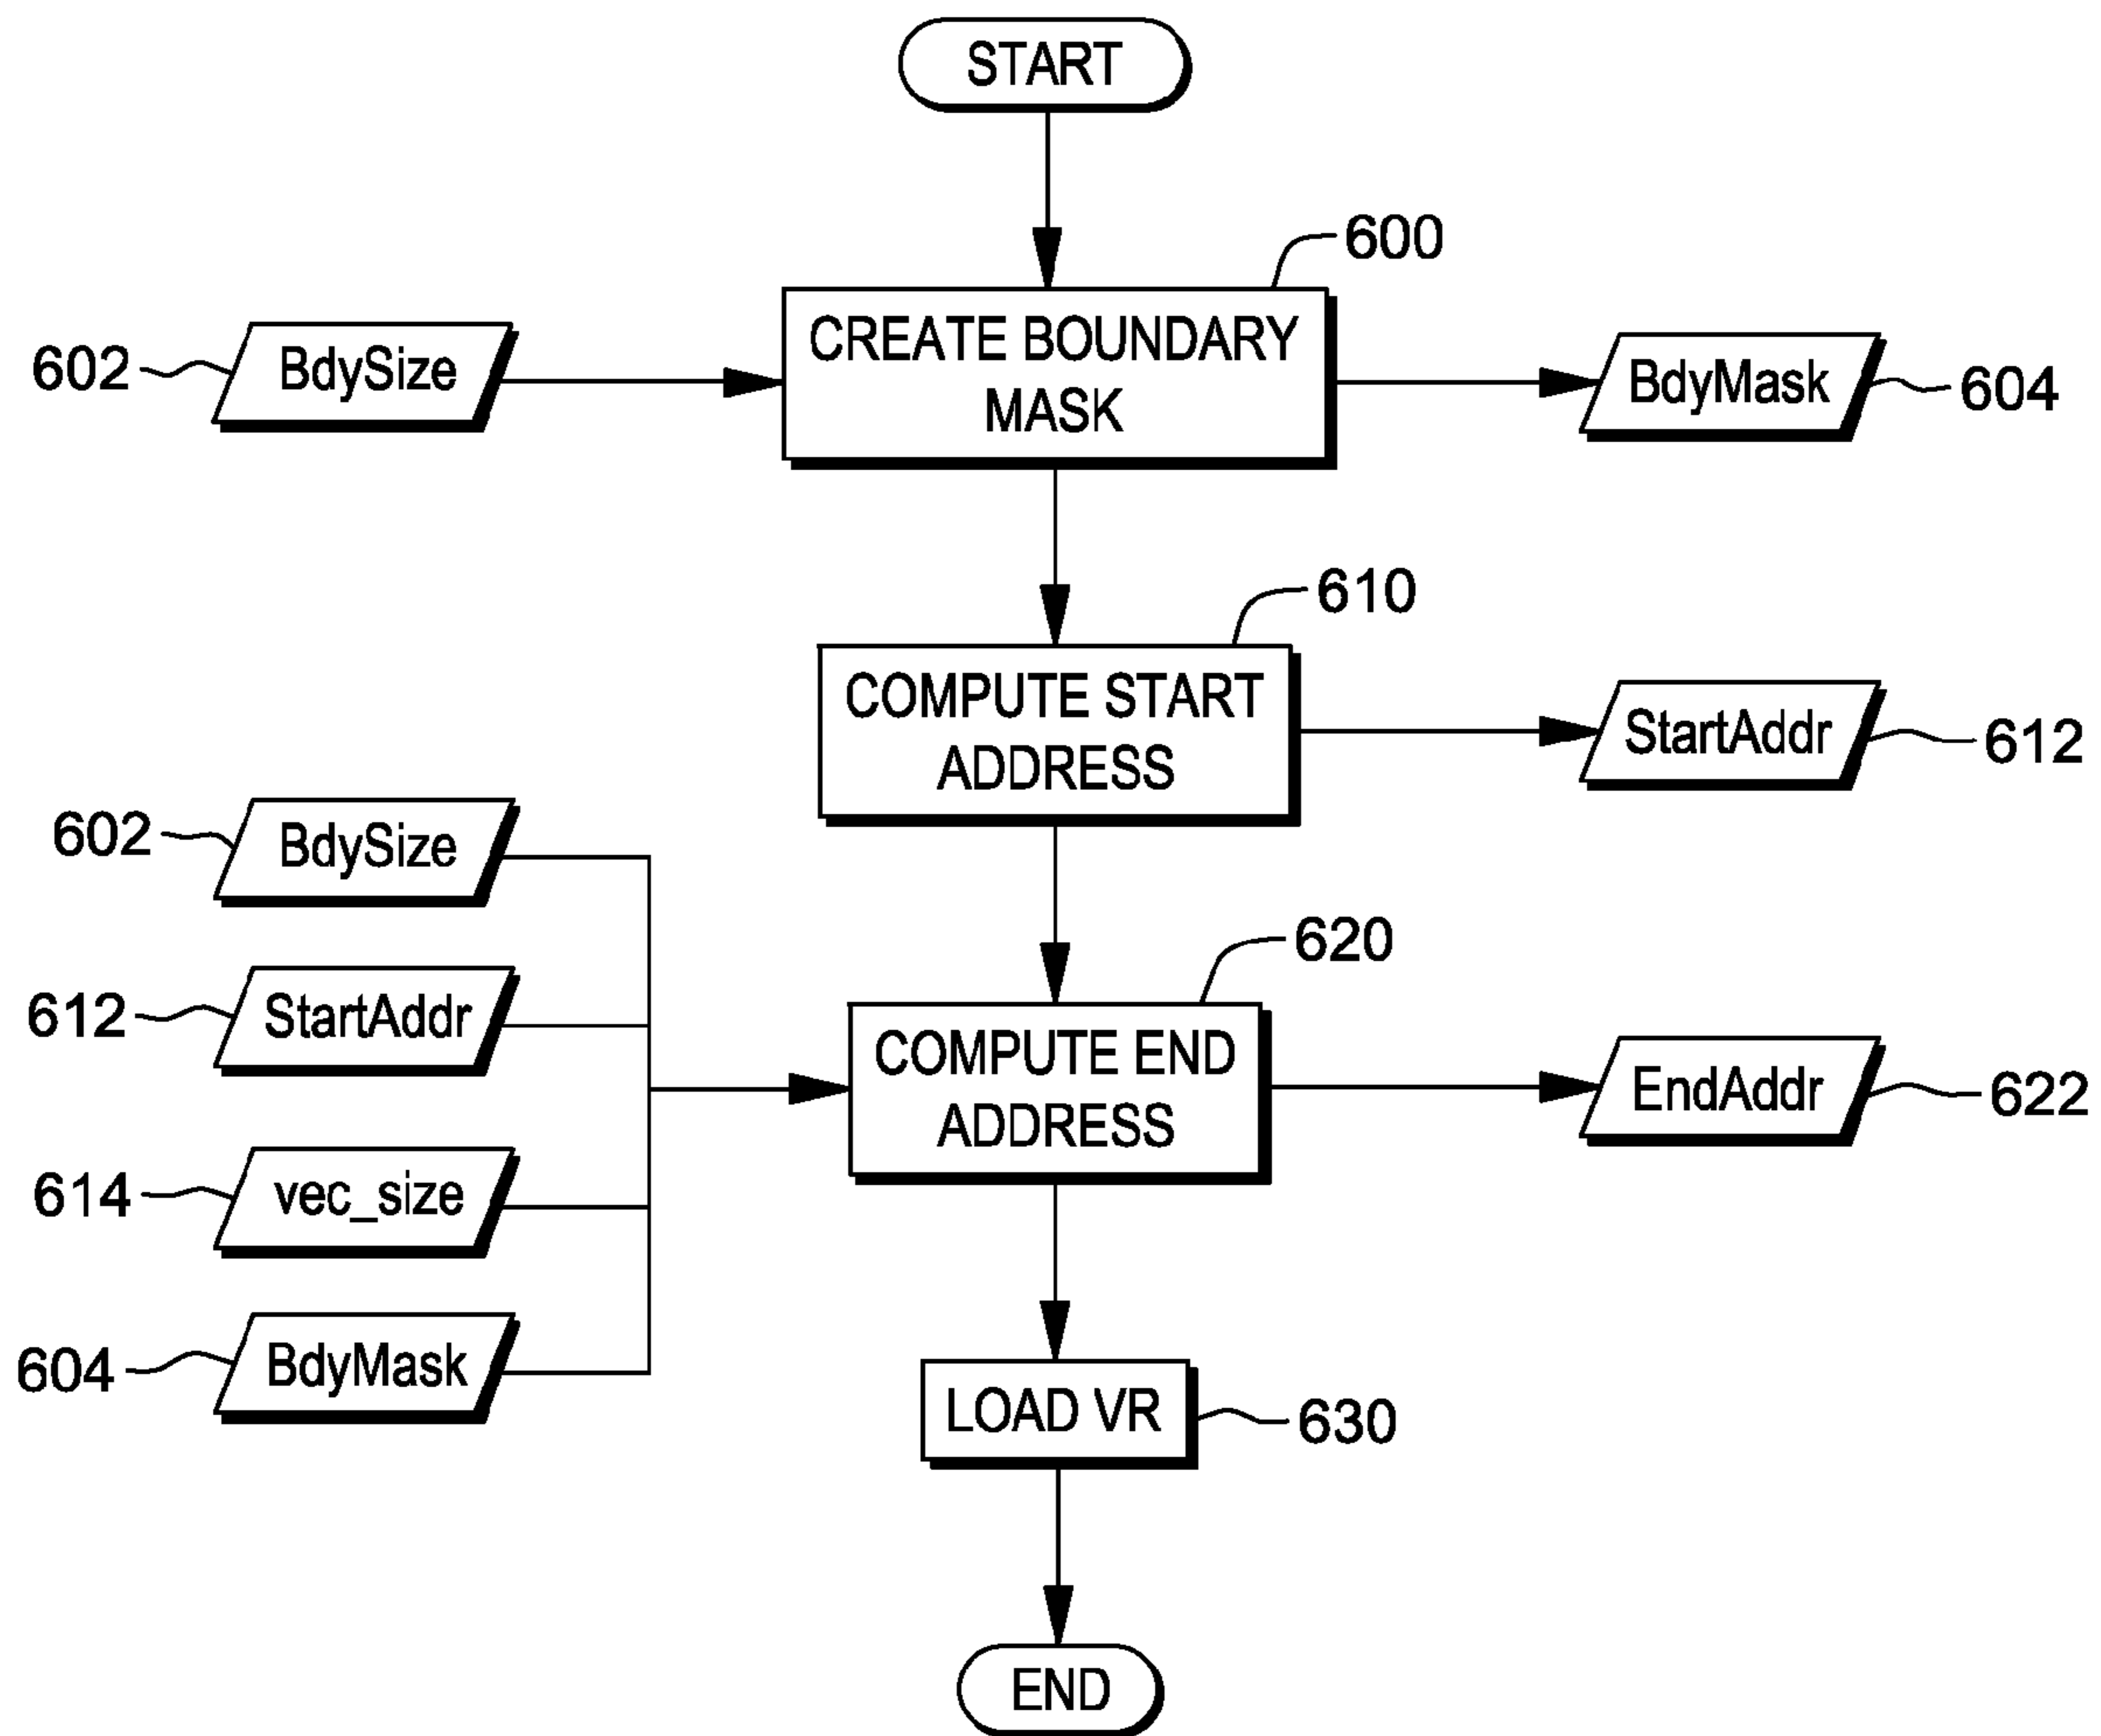 START
600
602
BdySize
CREATE BOUNDARY
MASK
BdyMask
604
610
COMPUTE START
ADDRESS
StartAddr
612
602
BdySize
620
612
StartAddr
COMPUTE END
ADDRESS
EndAddr
622
614
vec_size
604
BdyMask
LOAD VR
630
END